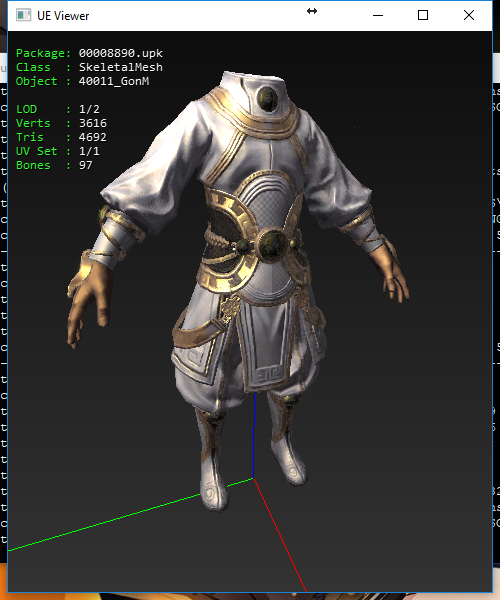 UE Viewer
Package: 00008890.upk
Class : SkeletalMesh
Object : 40011_GonM
LOD : 1/2
Verts : 3616
Tris : 4692
UV Set : 1/1
Bones : 97